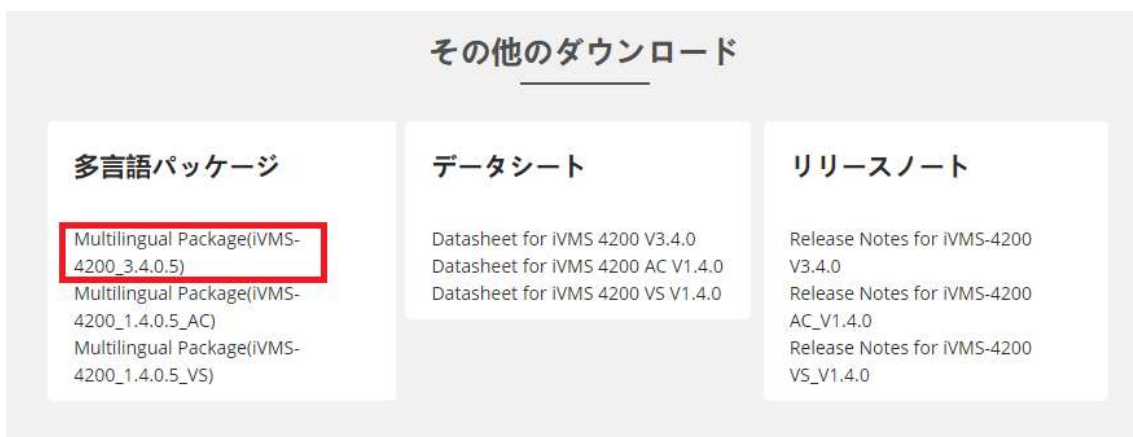 その他のダウンロード
多言語パッケージ
Multilingual Package(iVMS-
4200_3.4.0.5)
Multilingual Package(iVMS-
4200_1.4.0.5_AC)
Multilingual Package(iVMS-
4200_1.4.0.5_VS)
データシート
Datasheet for iVMS 4200 V3.4.0
Datasheet for iVMS 4200 AC V1.4.0
Datasheet for iVMS 4200 VS V1.4.0
リリースノート
Release Notes for iVMS-4200
V3.4.0
Release Notes for iVMS-4200
AC_V1.4.0
Release Notes for iVMS-4200
VS_V1.4.0